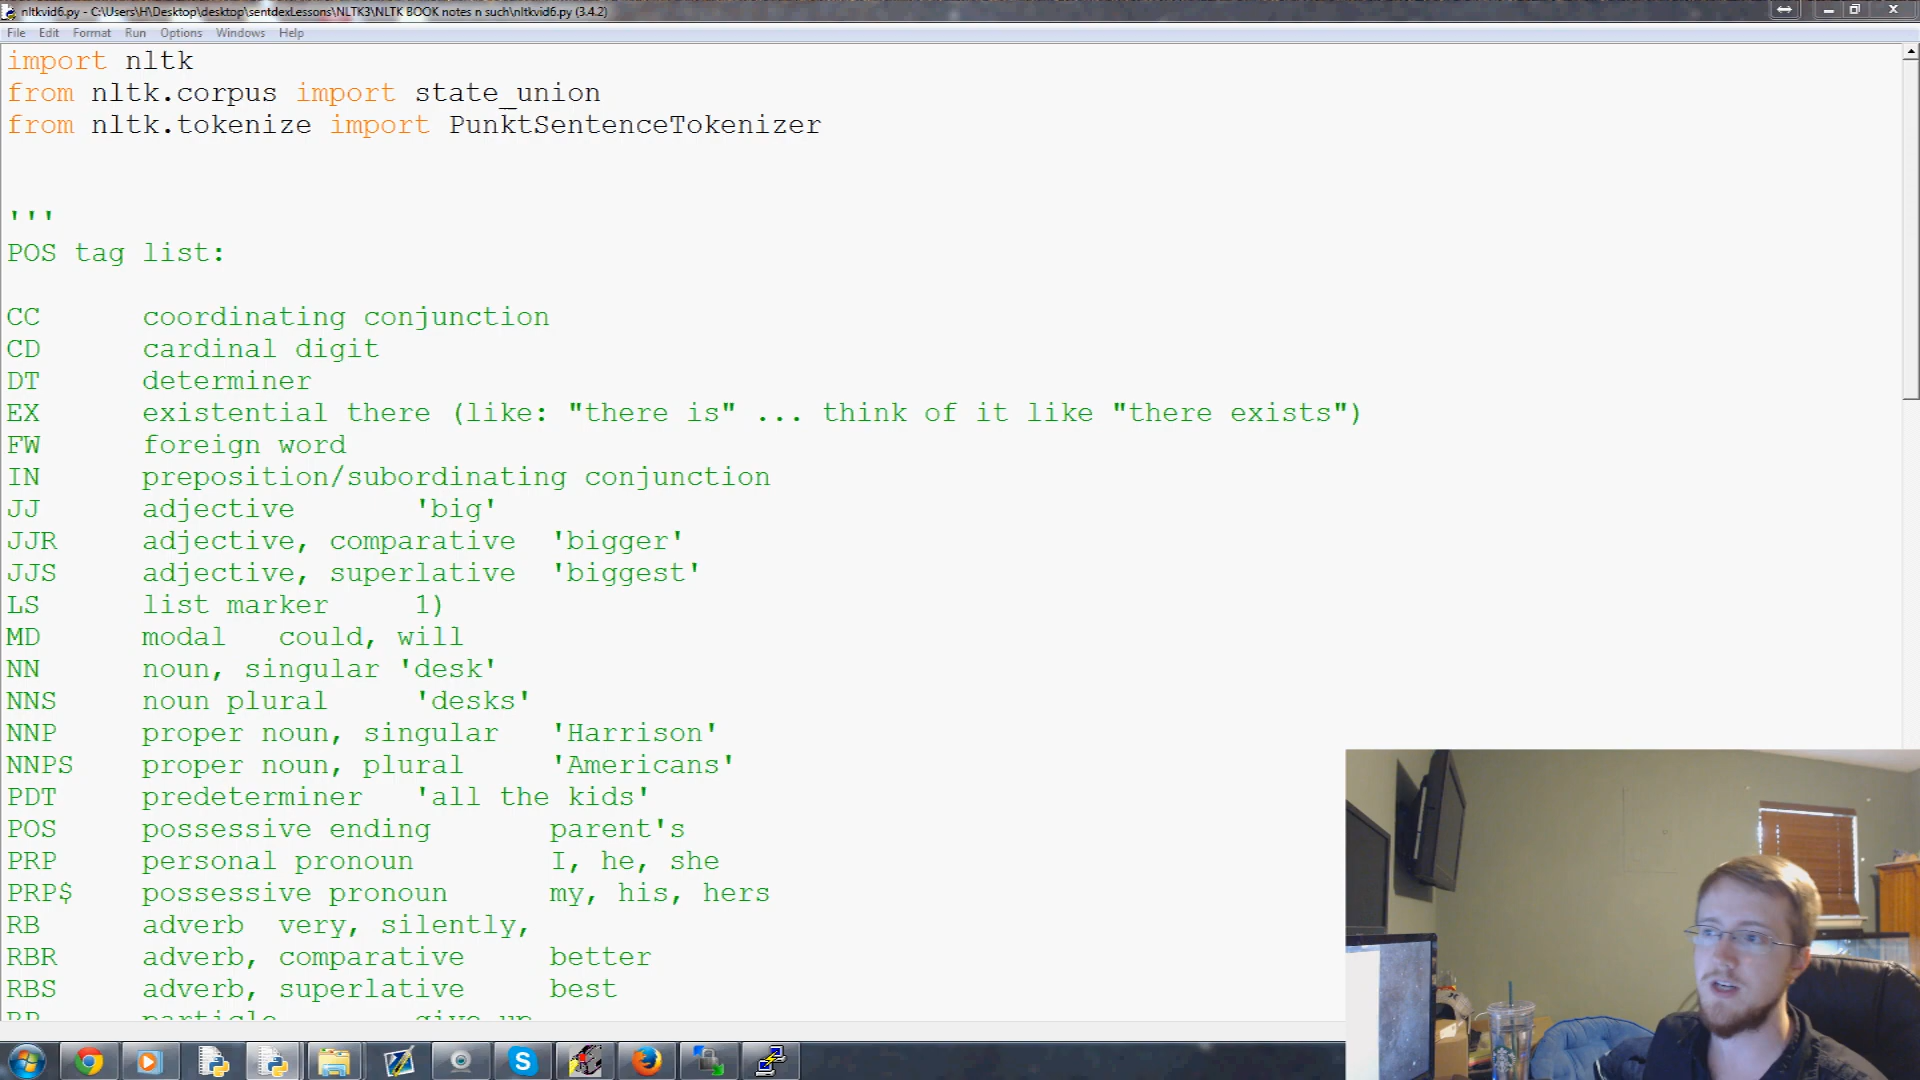 nltkvid6.py - C:\Users\H\Desktop\desktop\sentdexLessons\NLTK3\NLTK BOOK notes n such\nltkvid6.py (3.4.2)
File Edit Format Run Options Windows Help
import nltk
from nltk.corpus import state_union
from nltk.tokenize import PunktSentenceTokenizer
'''
POS tag list:
CC coordinating conjunction
CD cardinal digit
DT determiner
EX existential there (like: "there is" ... think of it like "there exists")
FW foreign word
IN preposition/subordinating conjunction
JJ adjective 'big'
JJR adjective, comparative 'bigger'
JJS adjective, superlative 'biggest'
LS list marker 1)
MD modal could, will
NN noun, singular 'desk'
NNS noun plural 'desks'
NNP proper noun, singular 'Harrison'
NNPS proper noun, plural 'Americans'
PDT predeterminer 'all the kids'
POS possessive ending parent's
PRP personal pronoun I, he, she
PRP$ possessive pronoun my, his, hers
RB adverb very, silently,
RBR adverb, comparative better
RBS adverb, superlative best
RP particle give up